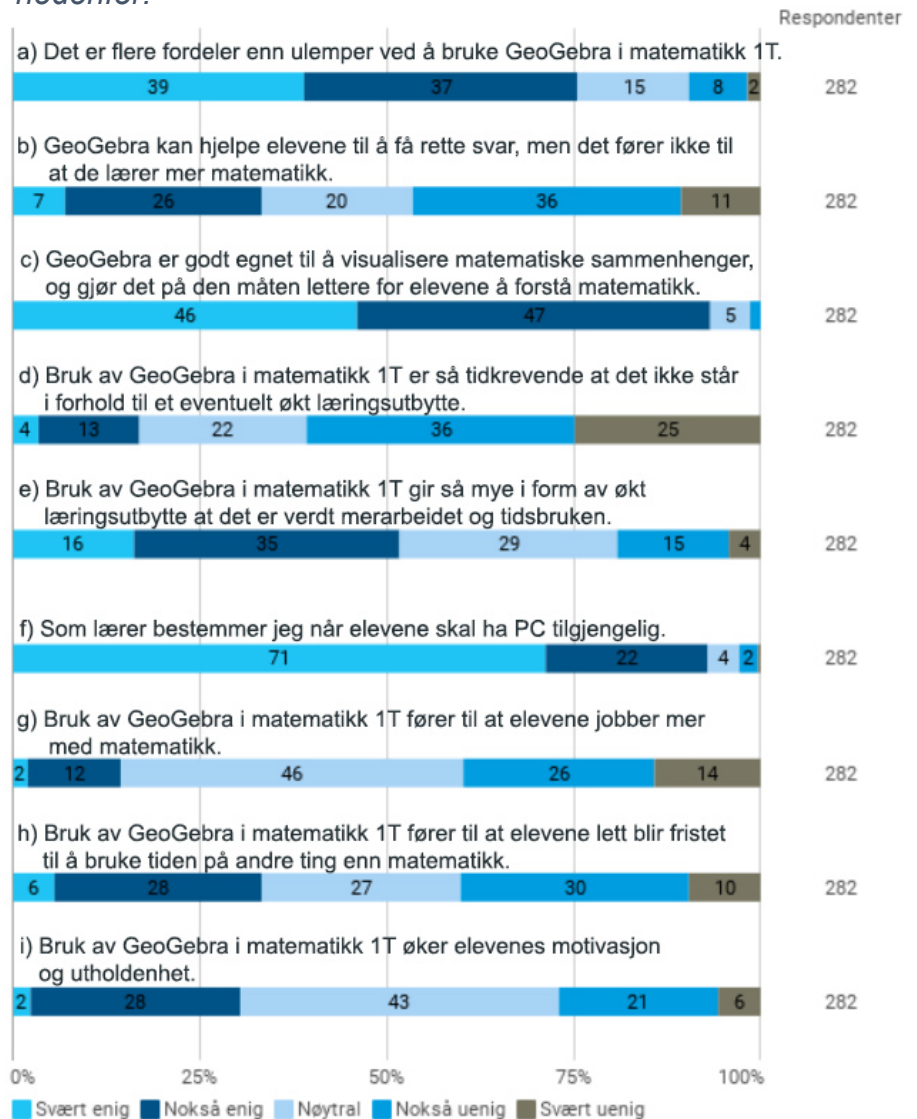 nedenfor:
Respondenter
a) Det er flere fordeler enn ulemper ved å bruke GeoGebra i matematikk 1T.
39 37 15 8 2 282
b) GeoGebra kan hjelpe elevene til å få rette svar, men det fører ikke til
at de lærer mer matematikk.
7 26 20 36 11 282
c) GeoGebra er godt egnet til å visualisere matematiske sammenhenger,
og gjør det på den måten lettere for elevene å forstå matematikk.
46 47 5 282
d) Bruk av GeoGebra i matematikk 1T er så tidkrevende at det ikke står
i forhold til et eventuelt økt læringsutbytte.
4 13 22 36 25 282
e) Bruk av GeoGebra i matematikk 1T gir så mye i form av økt
læringsutbytte at det er verdt merarbeidet og tidsbruken.
16 35 29 15 4 282
f) Som lærer bestemmer jeg når elevene skal ha PC tilgjengelig.
71 22 4 2 282
g) Bruk av GeoGebra i matematikk 1T fører til at elevene jobber mer
med matematikk.
2 12 46 26 14 282
h) Bruk av GeoGebra i matematikk 1T fører til at elevene lett blir fristet
til å bruke tiden på andre ting enn matematikk.
6 28 27 30 10 282
i) Bruk av GeoGebra i matematikk 1T øker elevenes motivasjon
og utholdenhet.
2 28 43 21 6 282
0% 25% 50% 75% 100%
Svært enig Nokså enig Nøytral Nokså uenig Svært uenig